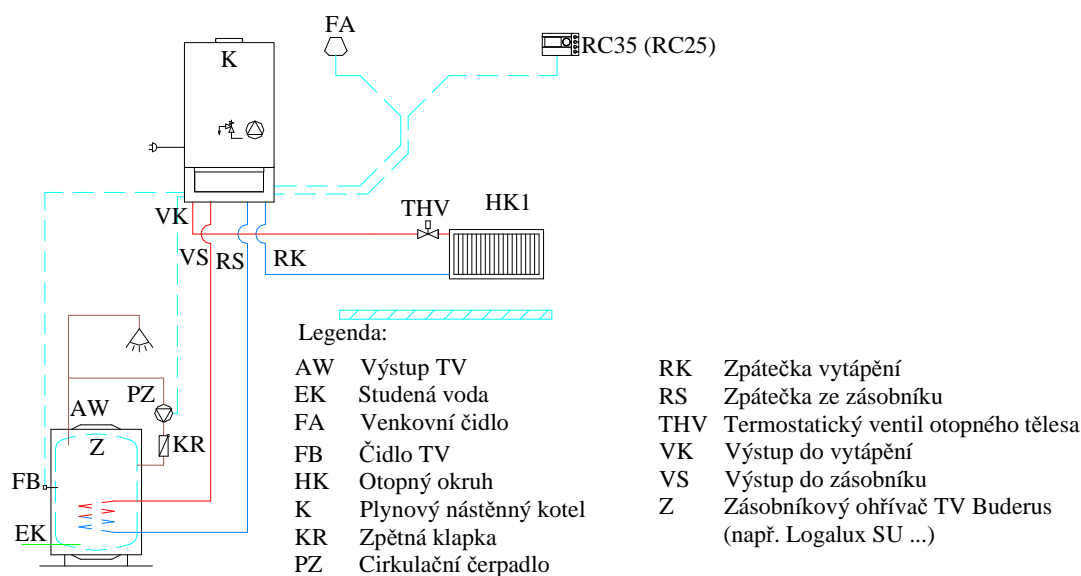 FA
K
RC35 (RC25)
VK
THV
HK1
VS
RS
RK
PZ
AW
KR
Z
FB
EK
Legenda:
AW Výstup TV
EK Studená voda
FA Venkovní čidlo
FB Čidlo TV
HK Otopný okruh
K Plynový nástěnný kotel
KR Zpětná klapka
PZ Cirkulační čerpadlo
RK Zpátečka vytápění
RS Zpátečka ze zásobníku
THV Termostatický ventil otopného tělesa
VK Výstup do vytápění
VS Výstup do zásobníku
Z Zásobníkový ohřívač TV Buderus
(např. Logalux SU ...)